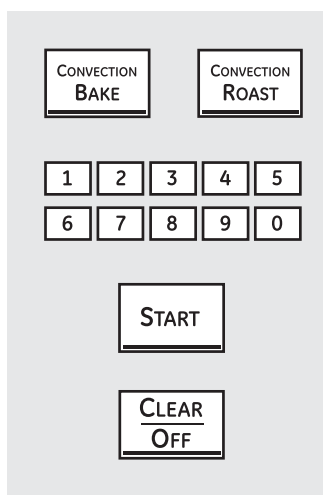 CONVECTION CONVECTION
BAKE ROAST
1 2 3 4 5
6 7 8 9 0
START
CLEAR
OFF